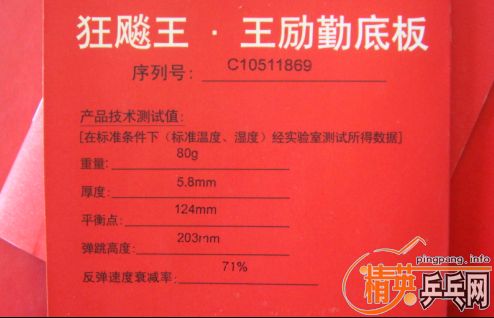 狂飚王·王励勤底板
序列号： C10511869
产品技术测试值：
[在标准条件下（标准温度、湿度）经实验室测试所得数据]
重量： 80g
厚度： 5.8mm
平衡点： 124mm
弹跳高度： 203mm
反弹速度衰减率： 71%
pingpang.info
精英乒乓网